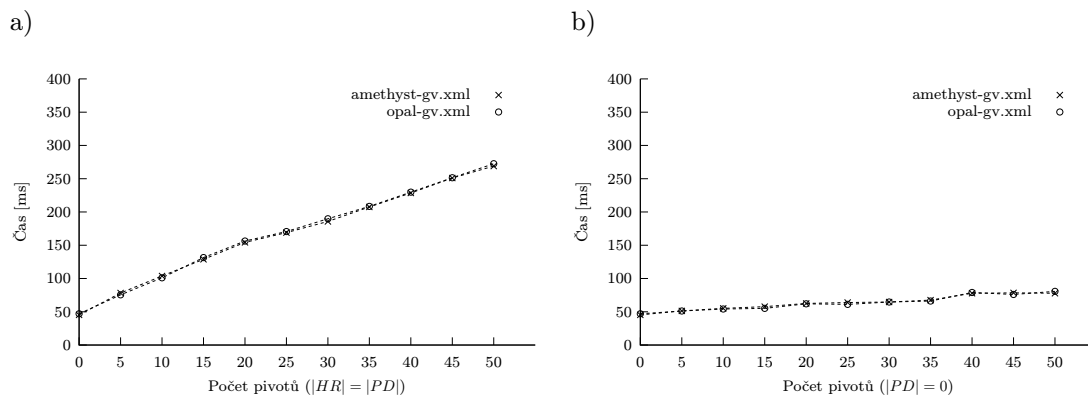 a)
400
350
300
250
200
150
100
50
0
Čas [ms]
amethyst-gv.xml
opal-gv.xml
0 5 10 15 20 25 30 35 40 45 50
Počet pivotů (|HR| = |PD|)
b)
400
350
300
250
200
150
100
50
0
Čas [ms]
amethyst-gv.xml
opal-gv.xml
0 5 10 15 20 25 30 35 40 45 50
Počet pivotů (|PD| = 0)